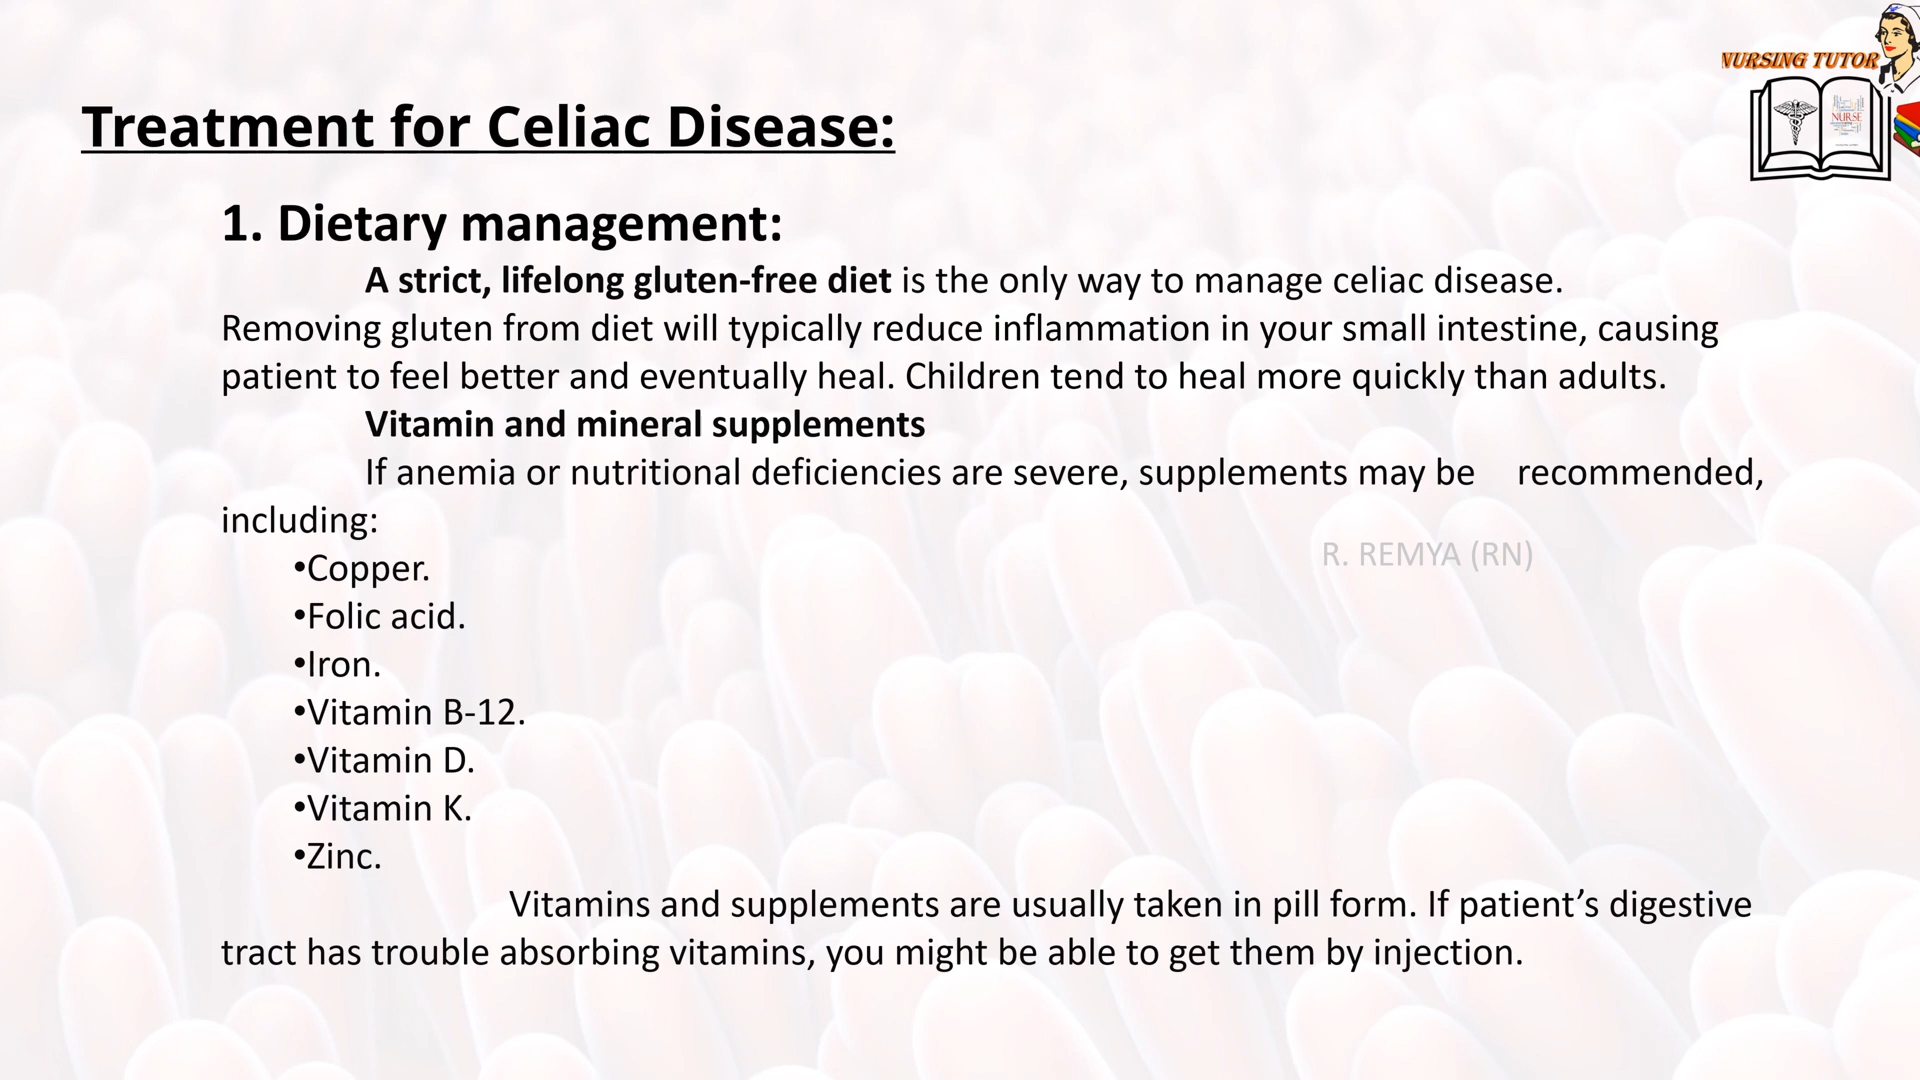 NURSING TUTOR
NURSE
Treatment for Celiac Disease:
1. Dietary management:
A strict, lifelong gluten-free diet is the only way to manage celiac disease.
Removing gluten from diet will typically reduce inflammation in your small intestine, causing
patient to feel better and eventually heal. Children tend to heal more quickly than adults.
Vitamin and mineral supplements
If anemia or nutritional deficiencies are severe, supplements may be recommended,
including:
R. REMYA (RN)
•Copper.
•Folic acid.
•Iron.
•Vitamin B-12.
•Vitamin D.
•Vitamin K.
•Zinc.
Vitamins and supplements are usually taken in pill form. If patient’s digestive
tract has trouble absorbing vitamins, you might be able to get them by injection.